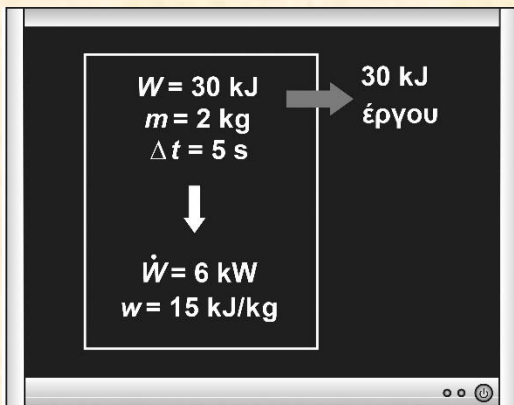 W = 30 kJ
m = 2 kg
Δt = 5 s
Ẇ = 6 kW
w = 15 kJ/kg
30 kJ
έργου